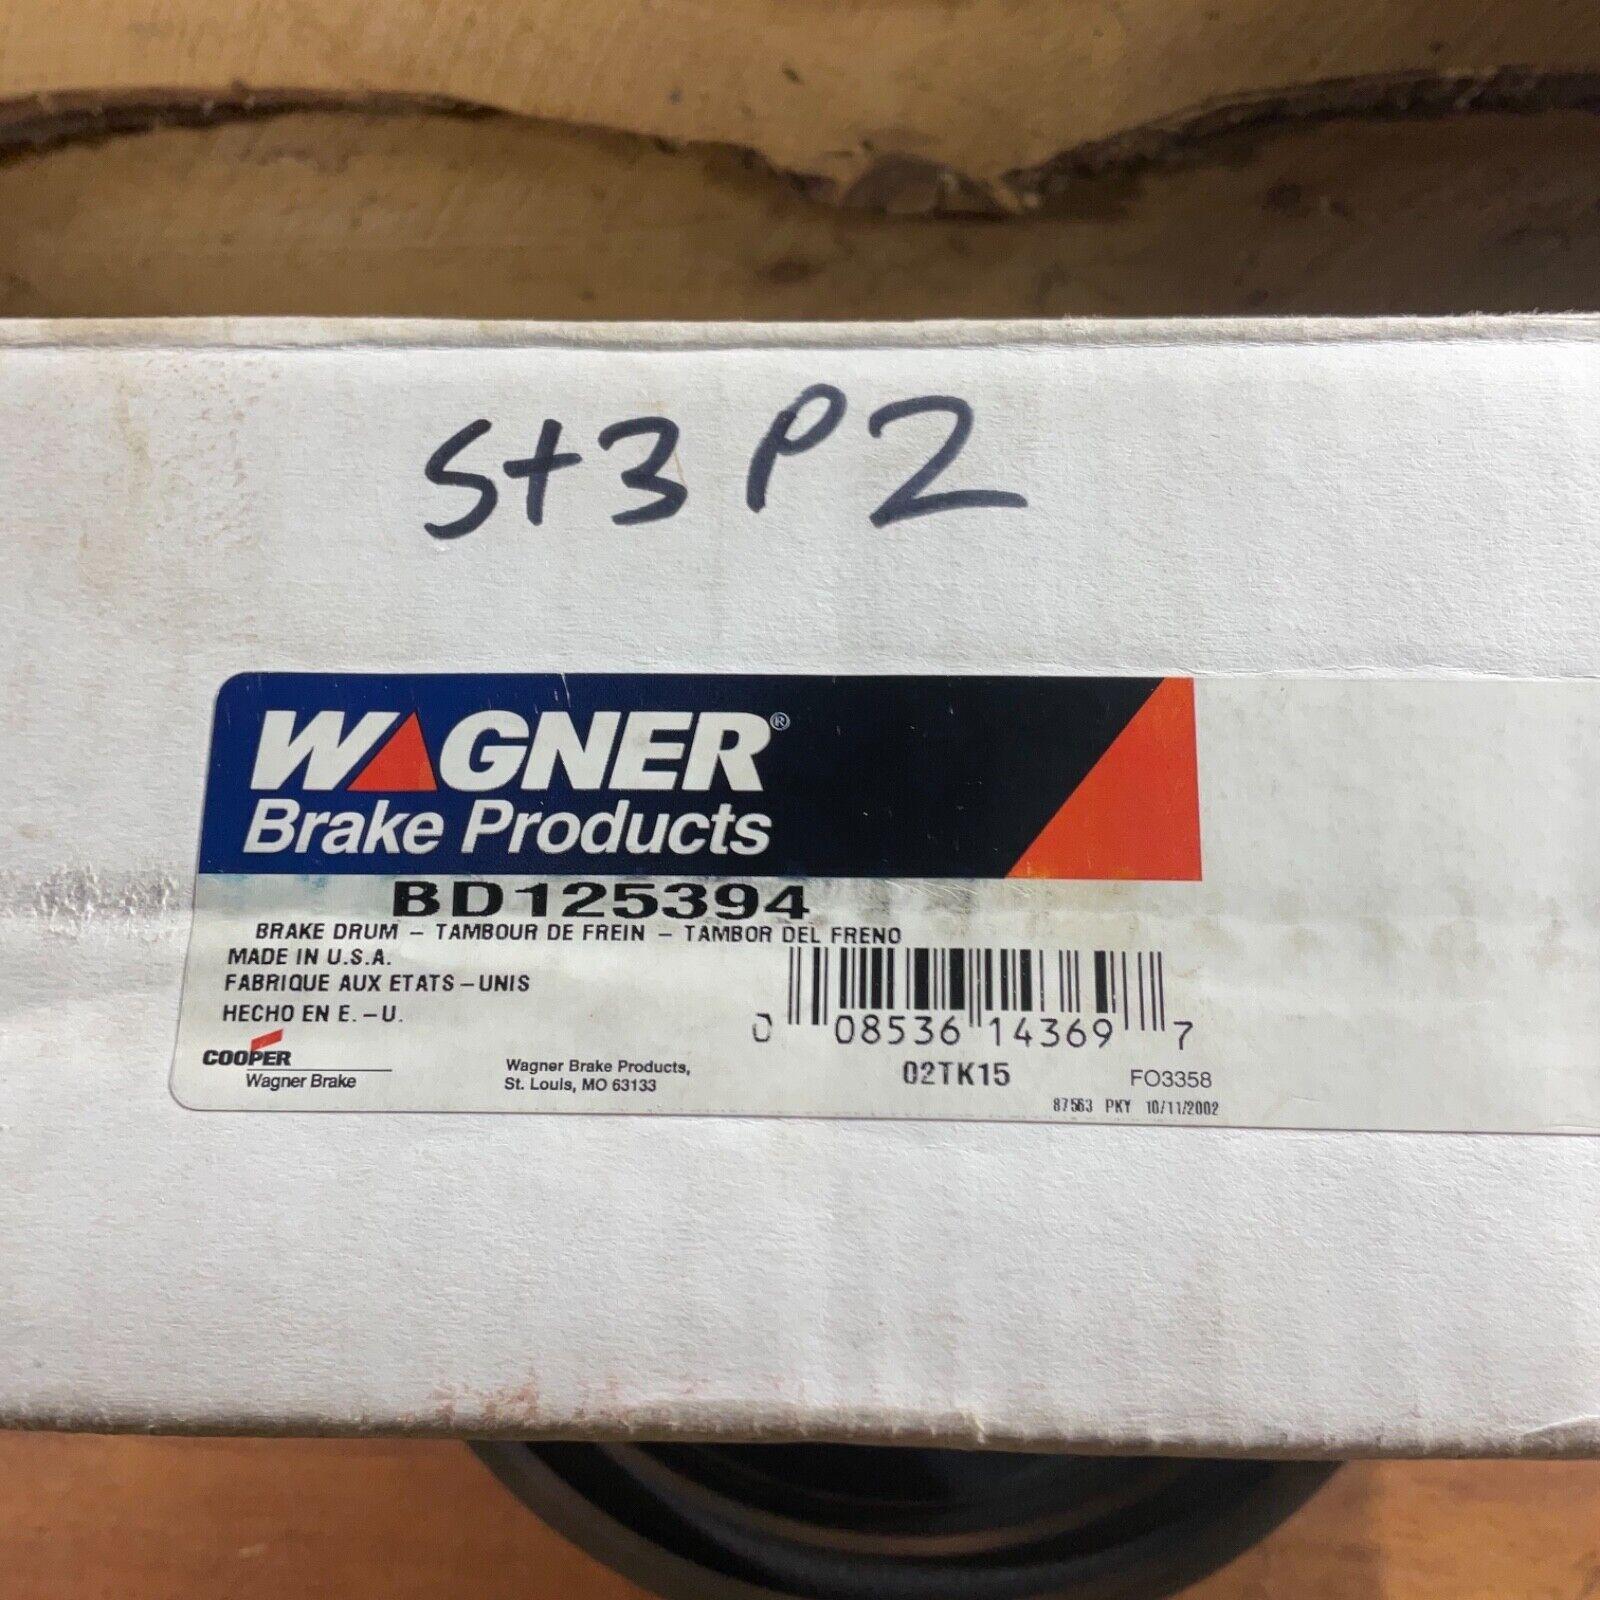 St3 P2
WAGNER®
Brake Products
BD125394
BRAKE DRUM – TAMBOUR DE FREIN – TAMBOR DEL FRENO
MADE IN U.S.A.
FABRIQUE AUX ETATS–UNIS
HECHO EN E.–U.
0 08536 14369 7
COOPER
Wagner Brake
Wagner Brake Products,
St. Louis, MO 63133
02TK15
FO3358
87563 PKY 10/11/2002